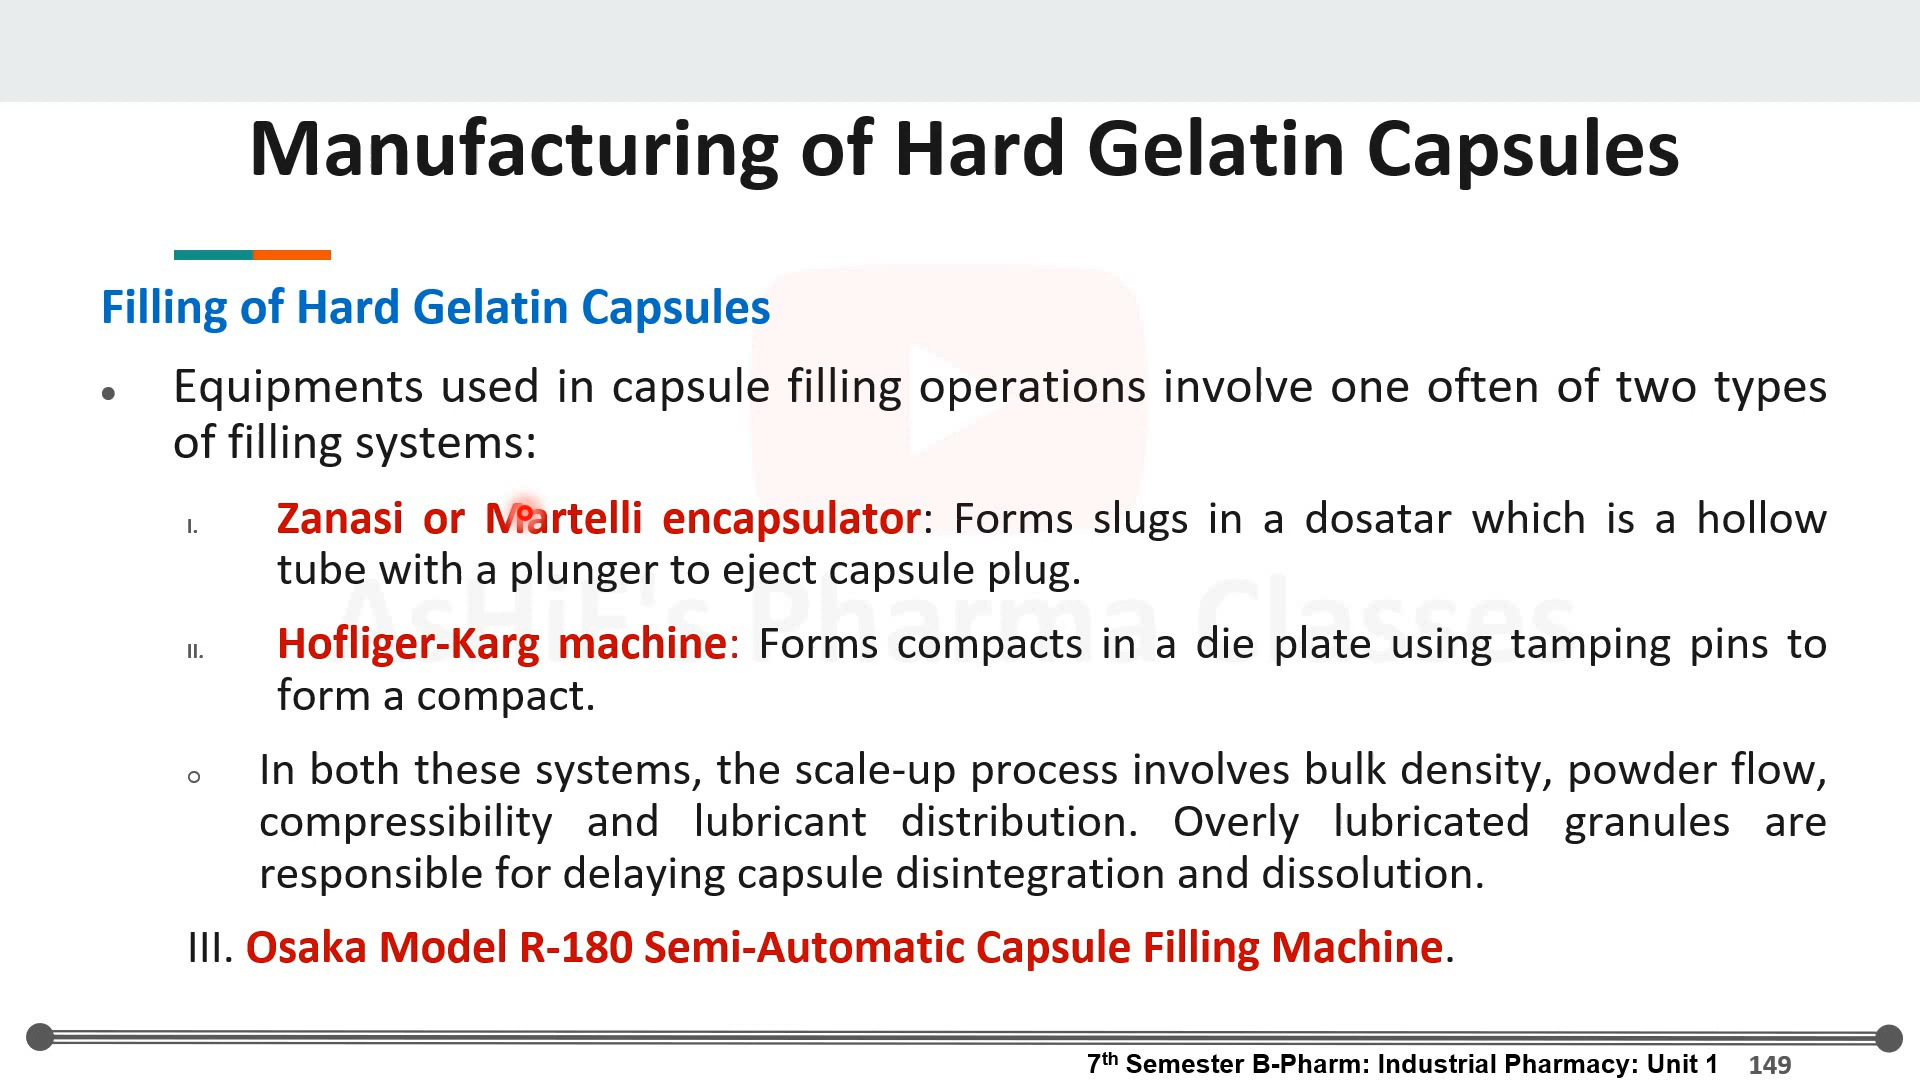 Manufacturing of Hard Gelatin Capsules
Filling of Hard Gelatin Capsules
• Equipments used in capsule filling operations involve one often of two types
of filling systems:
I. Zanasi or Martelli encapsulator: Forms slugs in a dosatar which is a hollow
tube with a plunger to eject capsule plug.
AsHiF's Pharma Classes
II. Hofliger-Karg machine: Forms compacts in a die plate using tamping pins to
form a compact.
○ In both these systems, the scale-up process involves bulk density, powder flow,
compressibility and lubricant distribution. Overly lubricated granules are
responsible for delaying capsule disintegration and dissolution.
III. Osaka Model R-180 Semi-Automatic Capsule Filling Machine.
7th Semester B-Pharm: Industrial Pharmacy: Unit 1 149